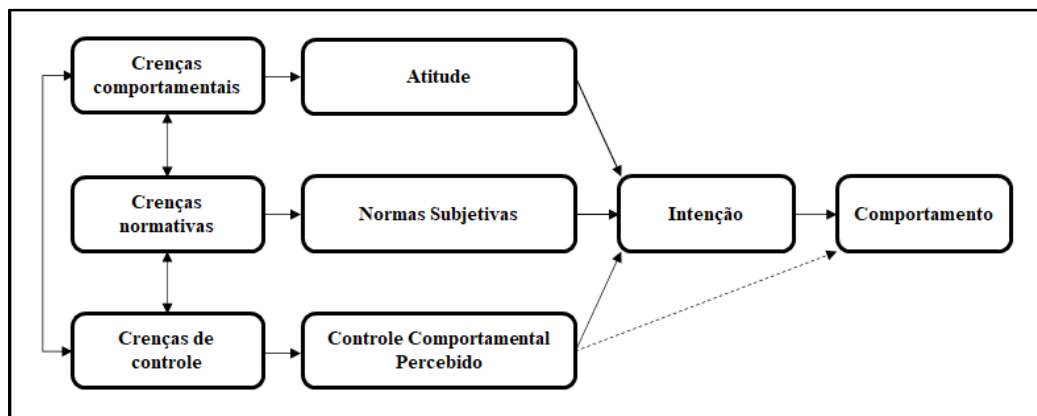 Crenças
comportamentais
Atitude
Crenças
normativas
Normas Subjetivas
Intenção
Comportamento
Crenças de
controle
Controle Comportamental
Percebido